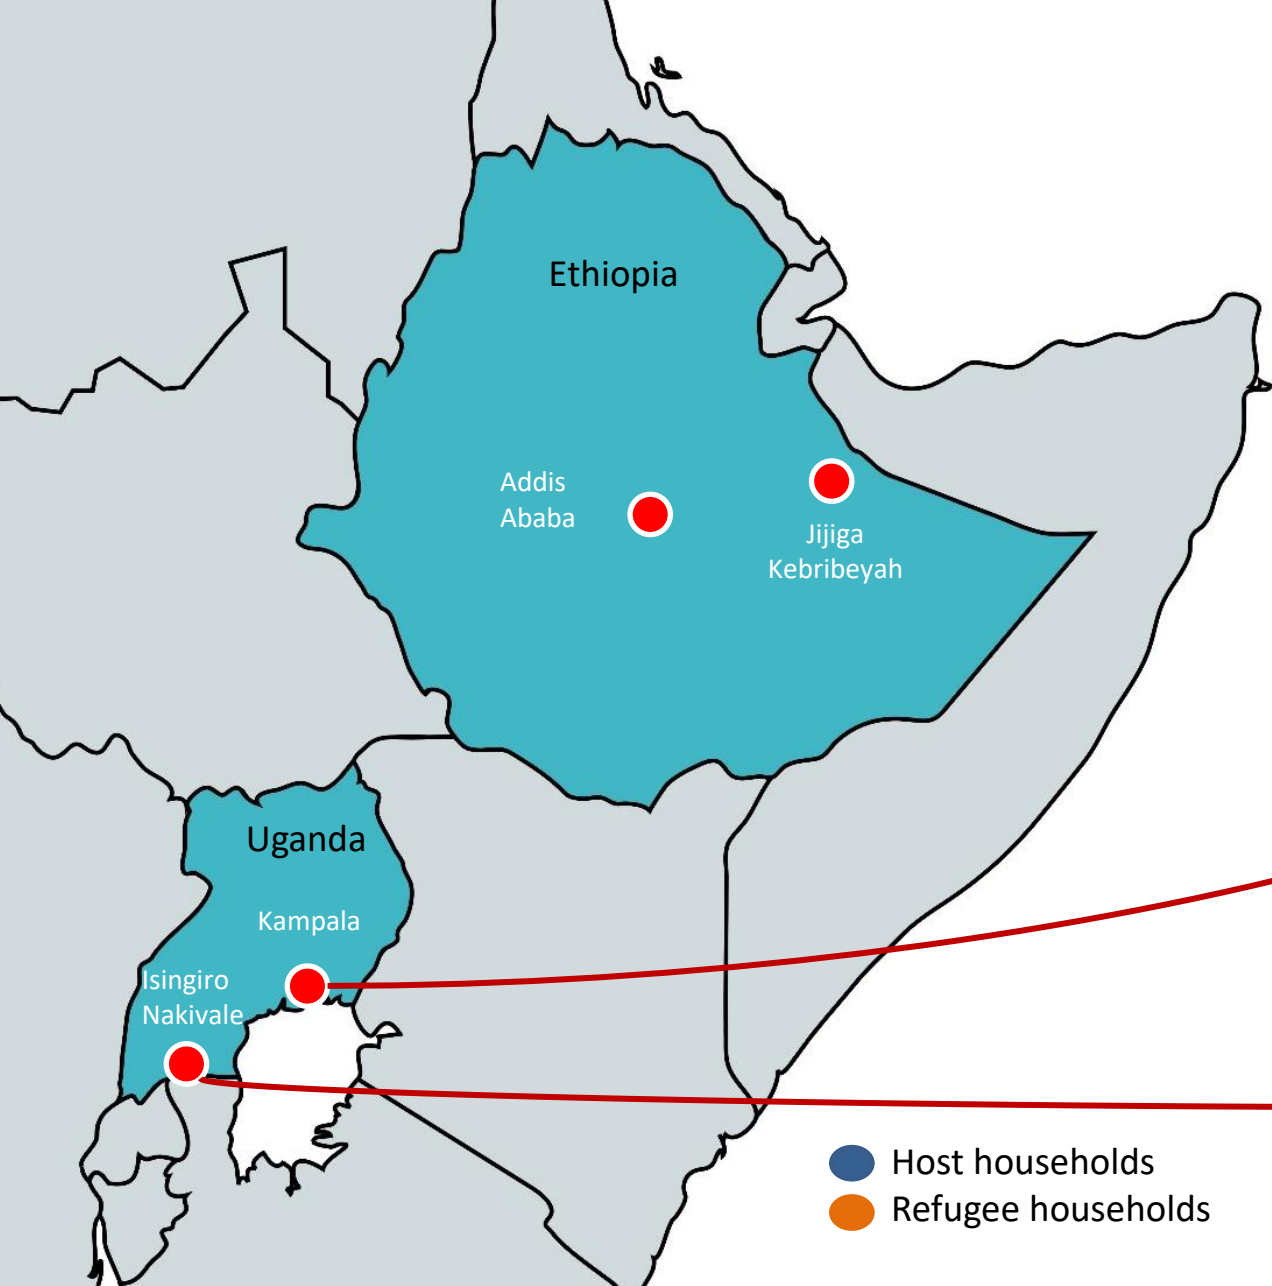 Ethiopia
Addis
Ababa
Jijiga
Kebribeyah
Uganda
Kampala
Isingiro
Nakivale
Host households
Refugee households